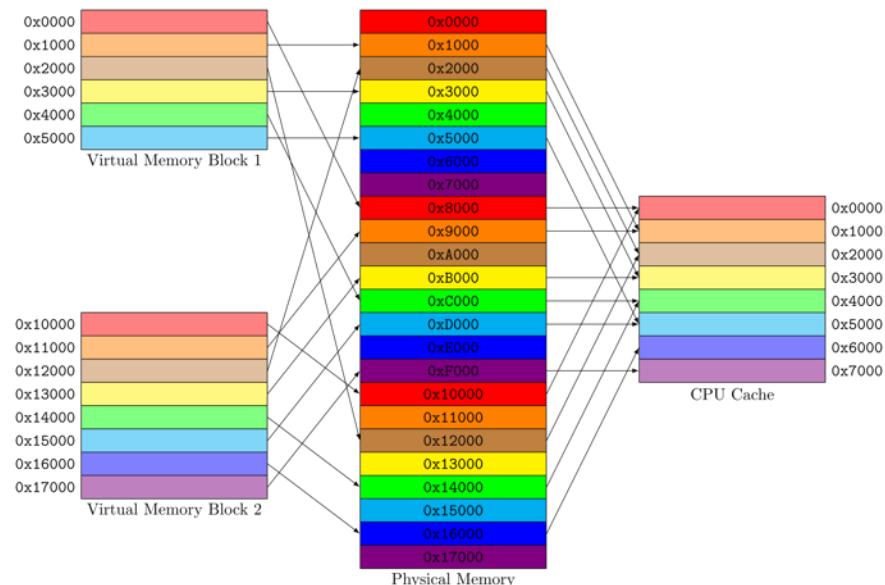 0x0000
0x1000
0x2000
0x3000
0x4000
0x5000
Virtual Memory Block 1
0x10000
0x11000
0x12000
0x13000
0x14000
0x15000
0x16000
0x17000
Virtual Memory Block 2
0x0000
0x1000
0x2000
0x3000
0x4000
0x5000
0x6000
0x7000
0x8000
0x9000
0xA000
0xB000
0xC000
0xD000
0xE000
0xF000
0x10000
0x11000
0x12000
0x13000
0x14000
0x15000
0x16000
0x17000
Physical Memory
0x0000
0x1000
0x2000
0x3000
0x4000
0x5000
0x6000
0x7000
CPU Cache